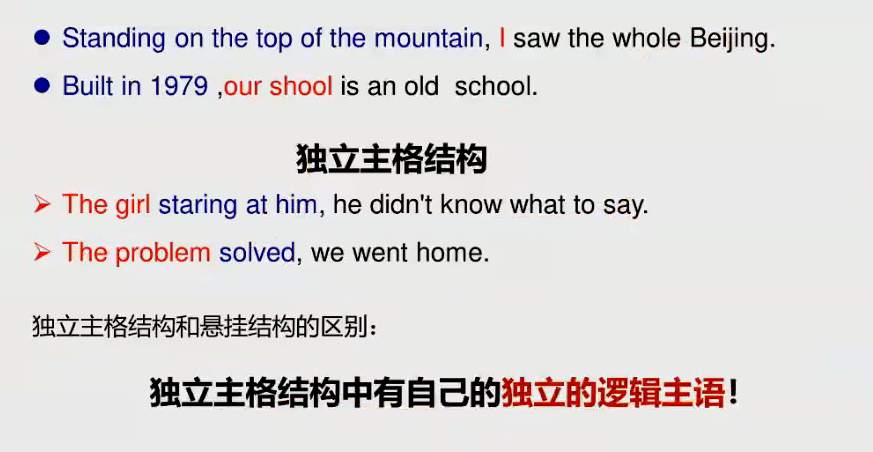 ● Standing on the top of the mountain, I saw the whole Beijing.
● Built in 1979 ,our shool is an old  school.
独立主格结构
➢ The girl staring at him, he didn't know what to say.
➢ The problem solved, we went home.
独立主格结构和悬挂结构的区别：
独立主格结构中有自己的独立的逻辑主语！